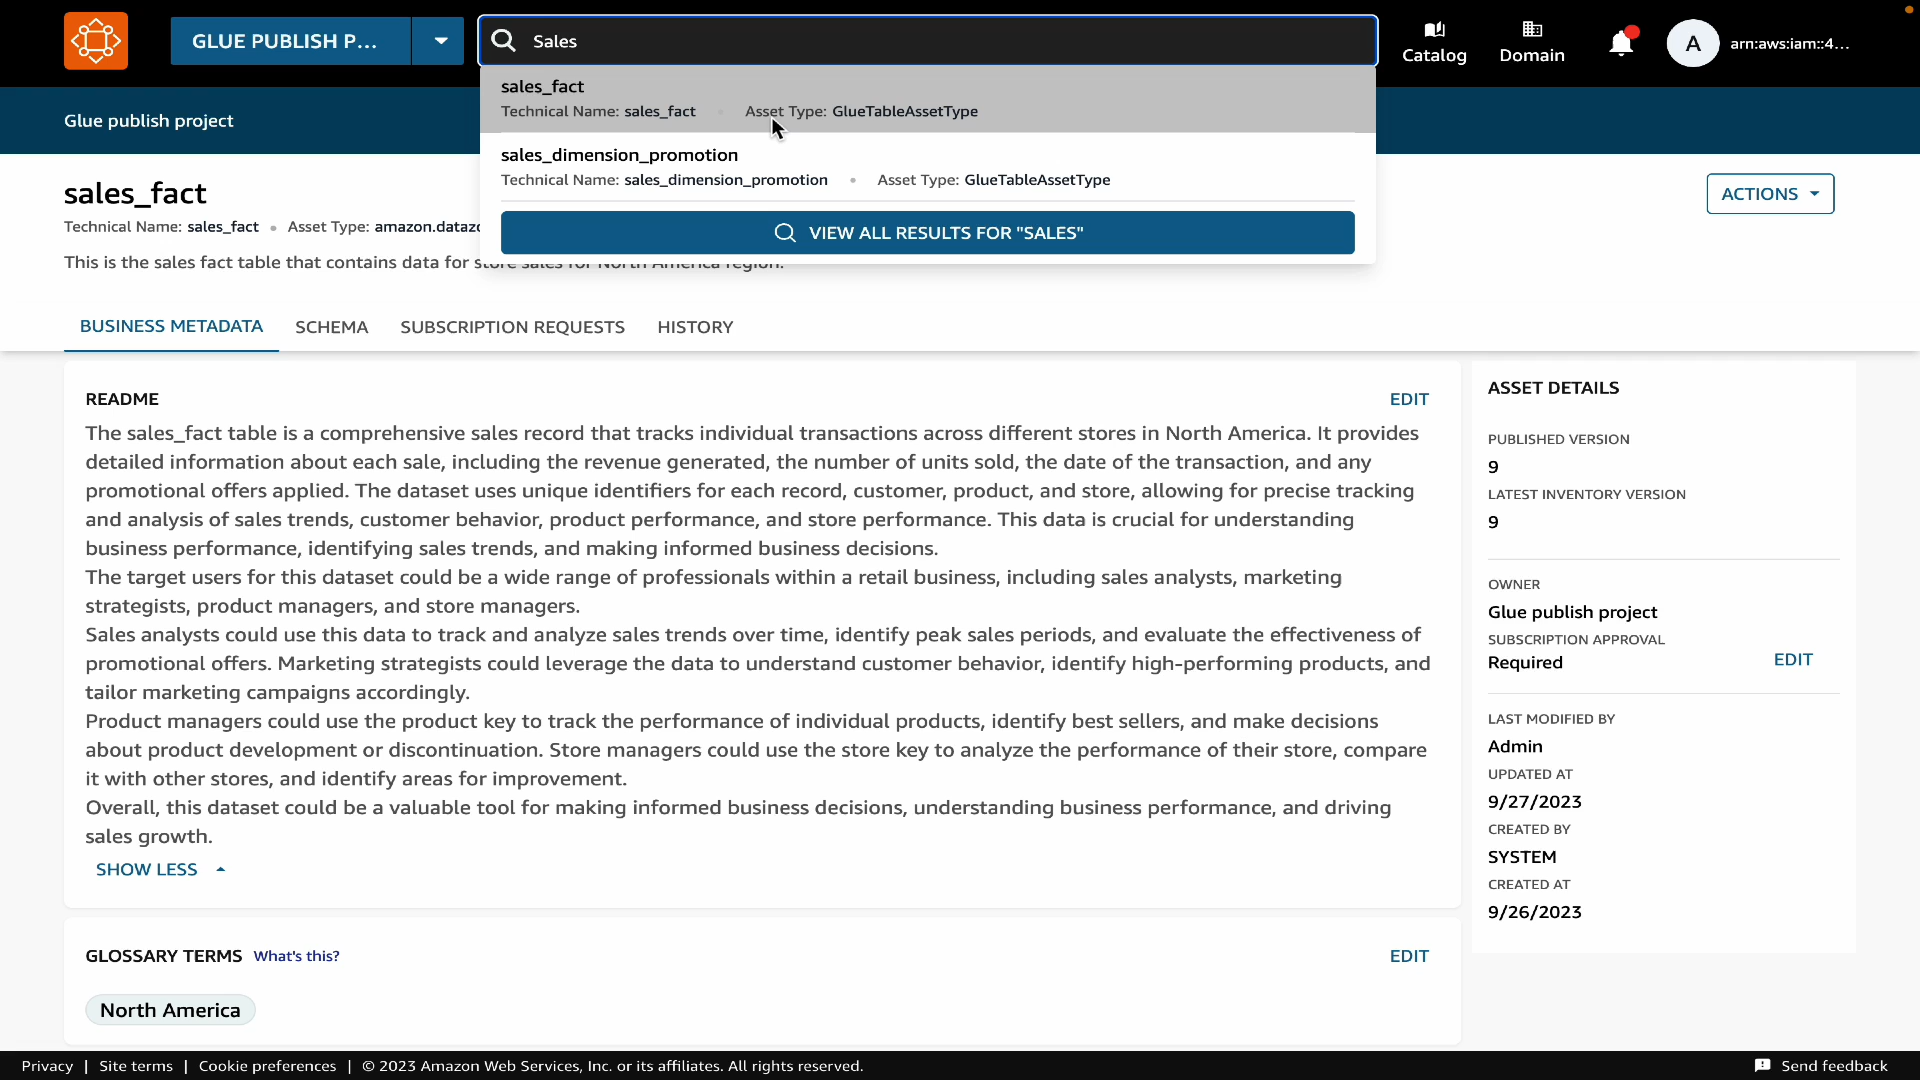 GLUE PUBLISH P...
Sales
Catalog
Domain
A
arn:aws:iam::4...
Glue publish project
sales_fact
Technical Name: sales_fact • Asset Type: GlueTableAssetType
sales_dimension_promotion
Technical Name: sales_dimension_promotion • Asset Type: GlueTableAssetType
VIEW ALL RESULTS FOR "SALES"
sales_fact
Technical Name: sales_fact • Asset Type: amazon.datazo
ACTIONS
This is the sales fact table that contains data for store sales for North America region.
BUSINESS METADATA
SCHEMA
SUBSCRIPTION REQUESTS
HISTORY
README
EDIT
The sales_fact table is a comprehensive sales record that tracks individual transactions across different stores in North America. It provides
detailed information about each sale, including the revenue generated, the number of units sold, the date of the transaction, and any
promotional offers applied. The dataset uses unique identifiers for each record, customer, product, and store, allowing for precise tracking
and analysis of sales trends, customer behavior, product performance, and store performance. This data is crucial for understanding
business performance, identifying sales trends, and making informed business decisions.
The target users for this dataset could be a wide range of professionals within a retail business, including sales analysts, marketing
strategists, product managers, and store managers.
Sales analysts could use this data to track and analyze sales trends over time, identify peak sales periods, and evaluate the effectiveness of
promotional offers. Marketing strategists could leverage the data to understand customer behavior, identify high-performing products, and
tailor marketing campaigns accordingly.
Product managers could use the product key to track the performance of individual products, identify best sellers, and make decisions
about product development or discontinuation. Store managers could use the store key to analyze the performance of their store, compare
it with other stores, and identify areas for improvement.
Overall, this dataset could be a valuable tool for making informed business decisions, understanding business performance, and driving
sales growth.
SHOW LESS
GLOSSARY TERMS What's this?
EDIT
North America
ASSET DETAILS
PUBLISHED VERSION
9
LATEST INVENTORY VERSION
9
OWNER
Glue publish project
SUBSCRIPTION APPROVAL
Required
EDIT
LAST MODIFIED BY
Admin
UPDATED AT
9/27/2023
CREATED BY
SYSTEM
CREATED AT
9/26/2023
Privacy | Site terms | Cookie preferences | © 2023 Amazon Web Services, Inc. or its affiliates. All rights reserved.
Send feedback